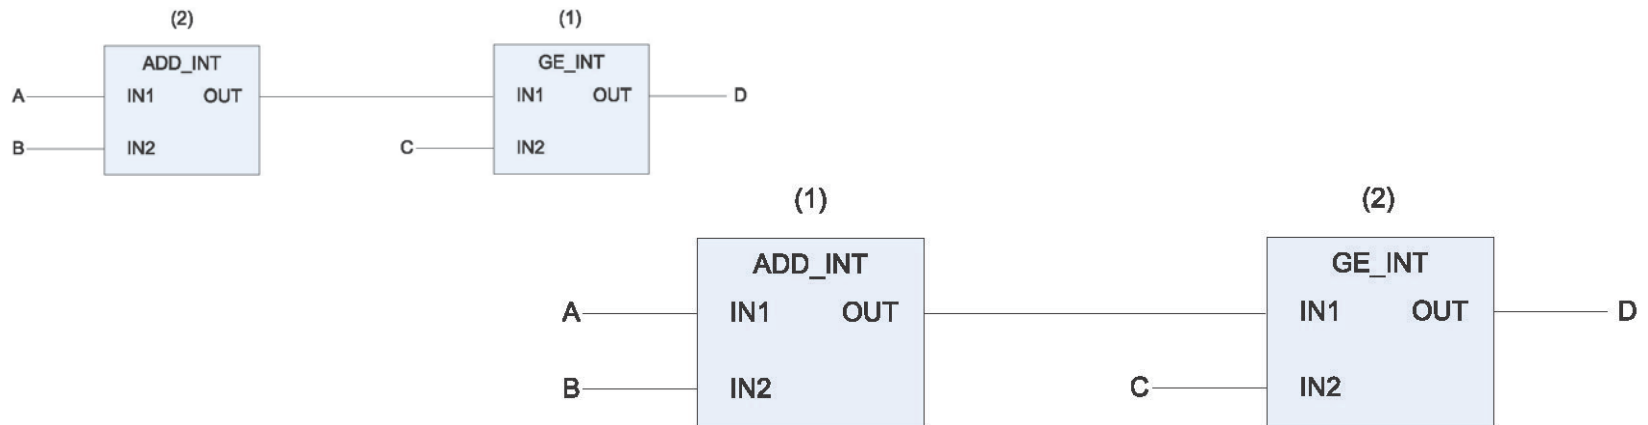 (2) (1)
ADD_INT GE_INT
A IN1 OUT IN1 OUT D
B IN2 C IN2
(1) (2)
ADD_INT GE_INT
A IN1 OUT IN1 OUT D
B IN2 C IN2